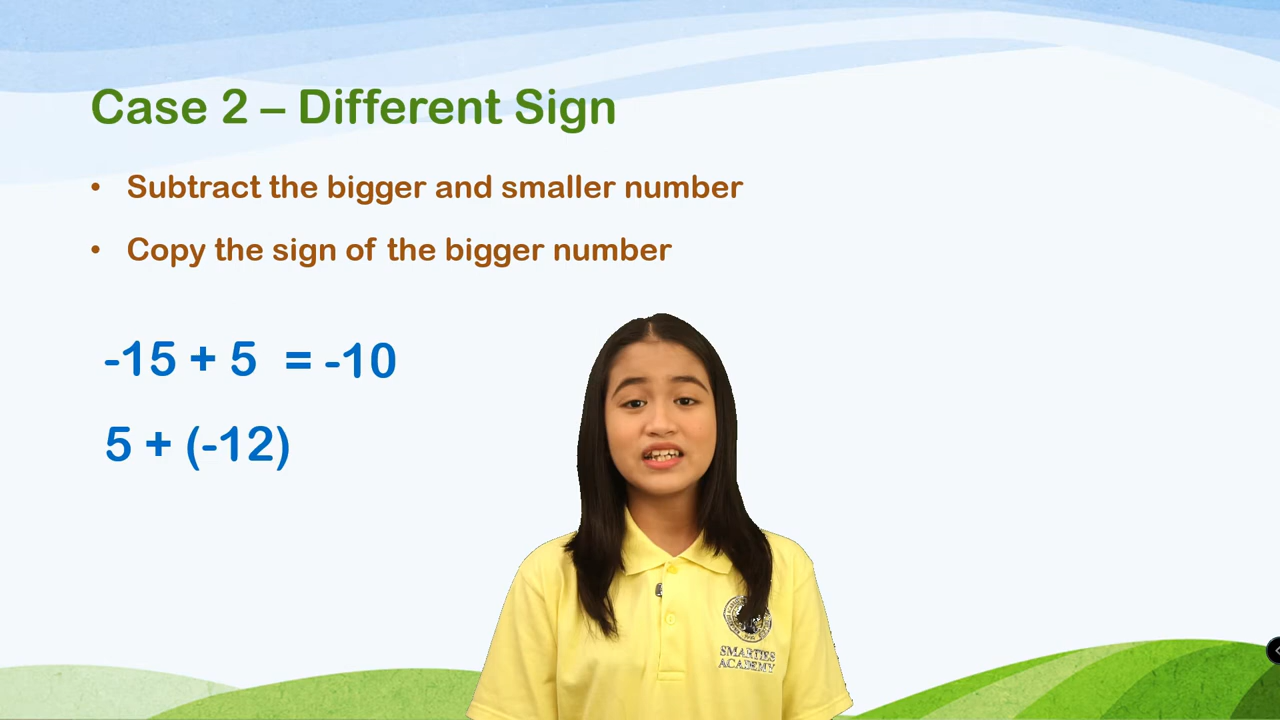 Case 2 – Different Sign
• Subtract the bigger and smaller number
• Copy the sign of the bigger number
-15 + 5 = -10
5 + (-12)
SMARTIES
ACADEMY